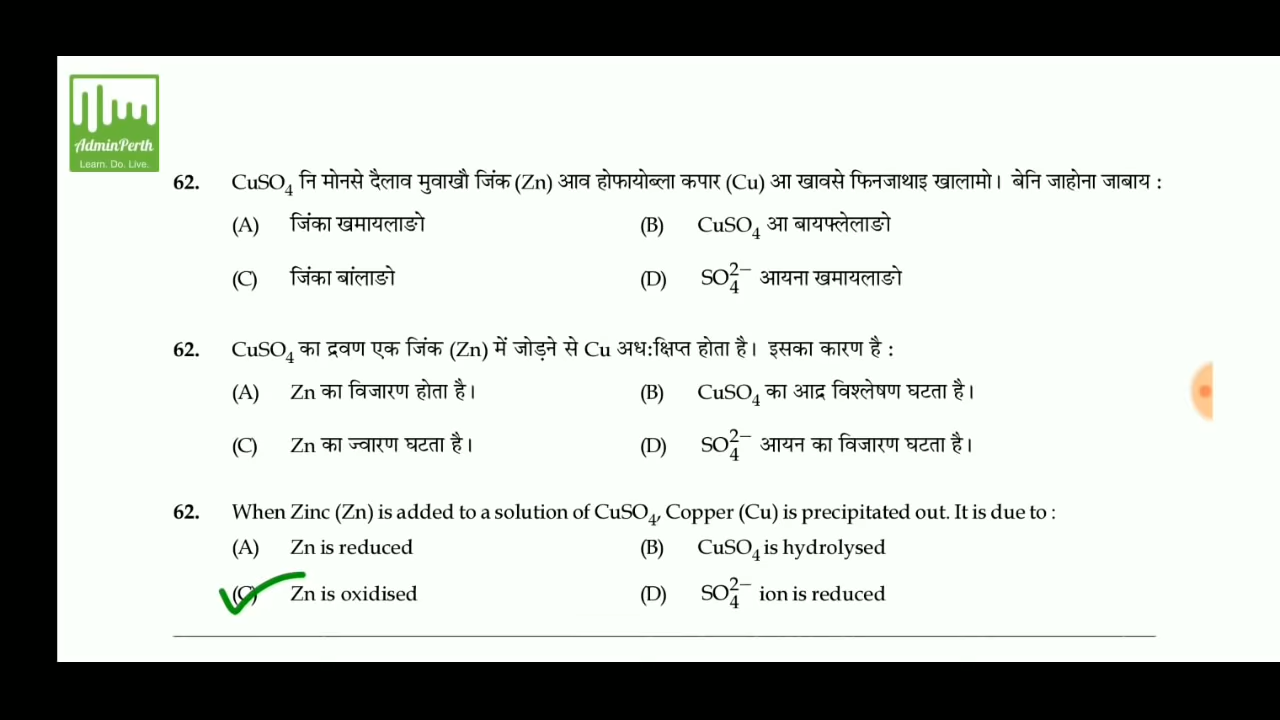 AdminPerth
Learn. Do. Live.
62. CuSO₄ नि मोनसे दैलाव मुवाखौ जिंक (Zn) आव होफायोब्ला कपार (Cu) आ खावसे फिनजाथाइ खालामो। बेनि जाहोना जाबाय :
(A) जिंका खमायलाङो (B) CuSO₄ आ बायफ्लेलाङो
(C) जिंका बांलाङो (D) SO₄²⁻ आयना खमायलाङो
62. CuSO₄ का द्रवण एक जिंक (Zn) में जोड़ने से Cu अध:क्षिप्त होता है। इसका कारण है :
(A) Zn का विजारण होता है। (B) CuSO₄ का आद्र विश्लेषण घटता है।
(C) Zn का ज्वारण घटता है। (D) SO₄²⁻ आयन का विजारण घटता है।
62. When Zinc (Zn) is added to a solution of CuSO₄, Copper (Cu) is precipitated out. It is due to :
(A) Zn is reduced (B) CuSO₄ is hydrolysed
(C) Zn is oxidised (D) SO₄²⁻ ion is reduced